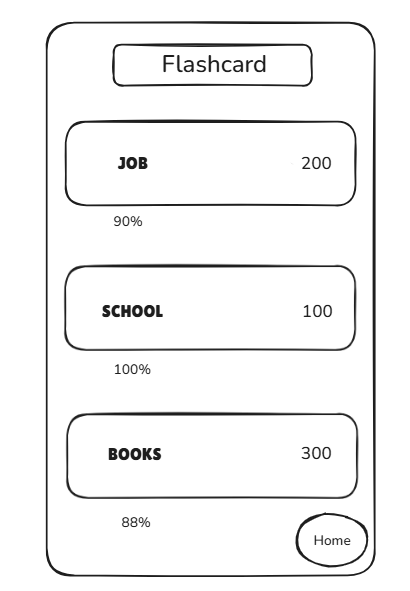 Flashcard
JOB 200
90%
SCHOOL 100
100%
BOOKS 300
88%
Home